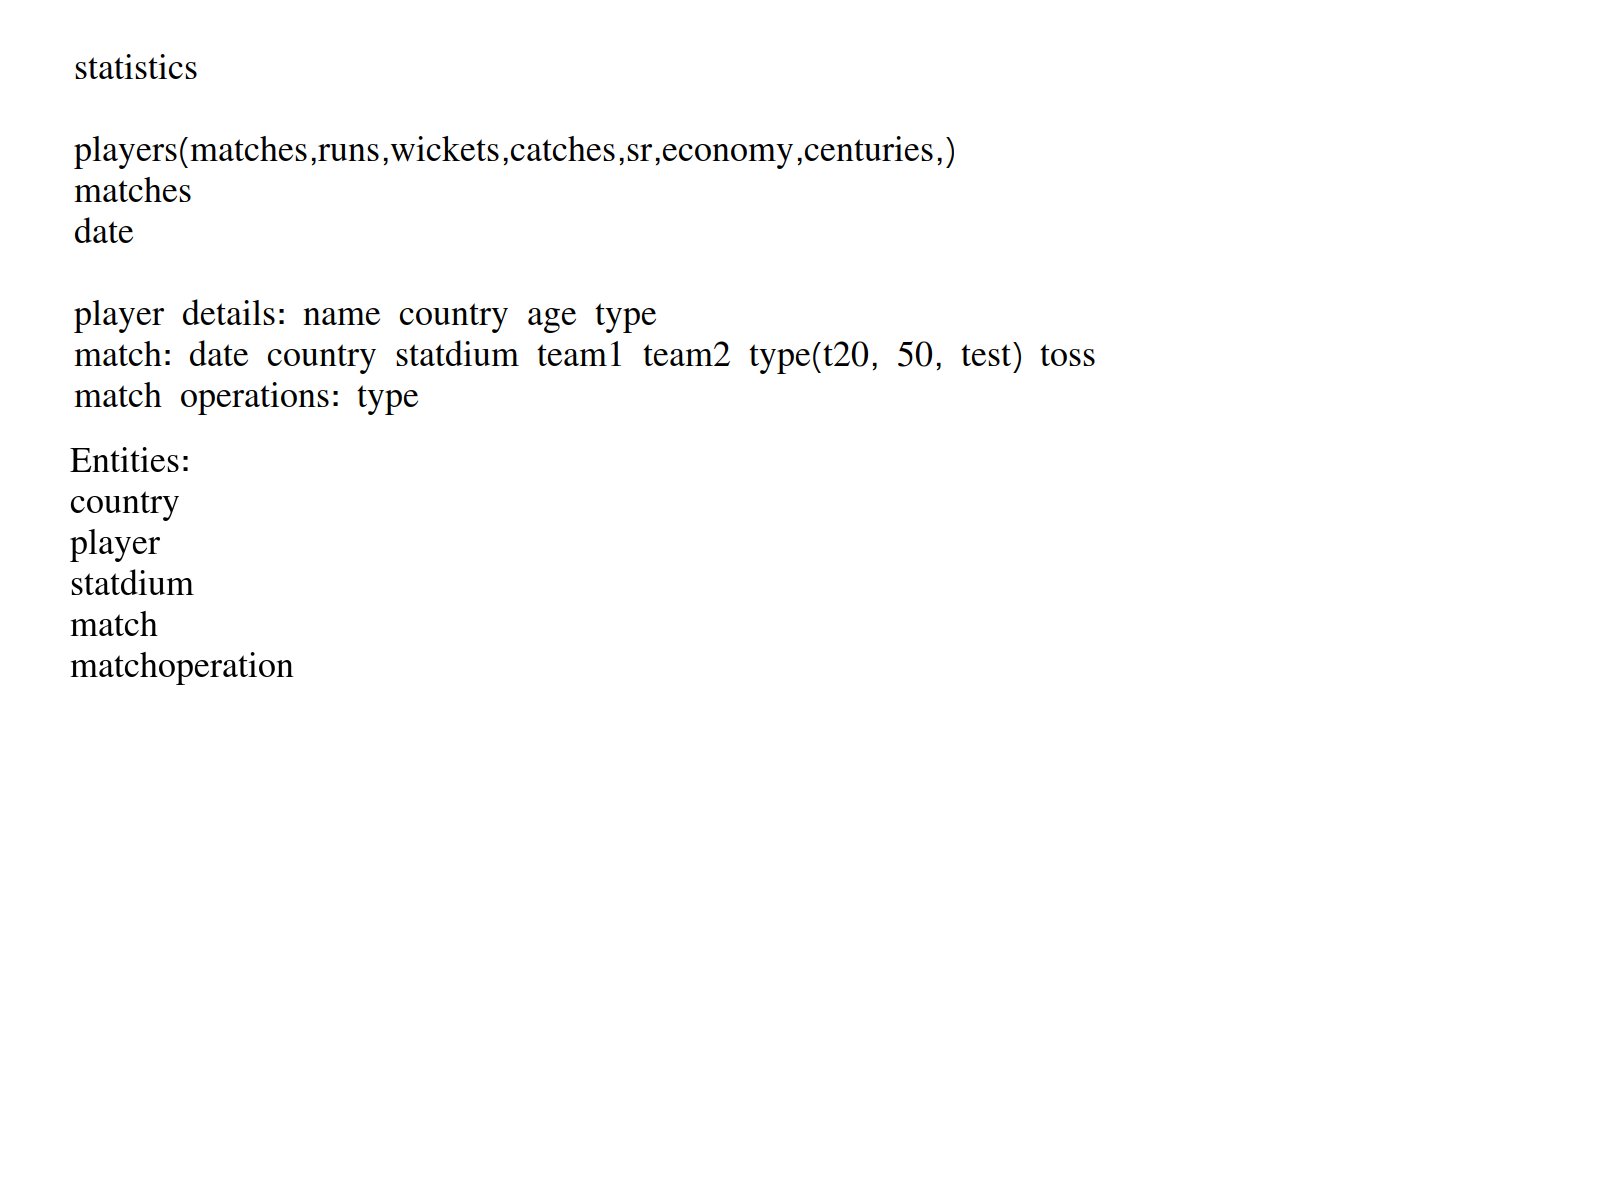 statistics
players(matches,runs,wickets,catches,sr,economy,centuries,)
matches
date
player details: name country age type
match: date country statdium team1 team2 type(t20, 50, test) toss
match operations: type
Entities:
country
player
statdium
match
matchoperation